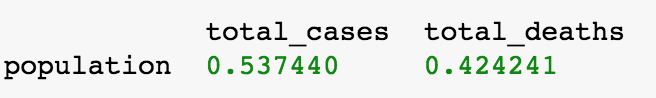 total_cases total_deaths
population 0.537440 0.424241